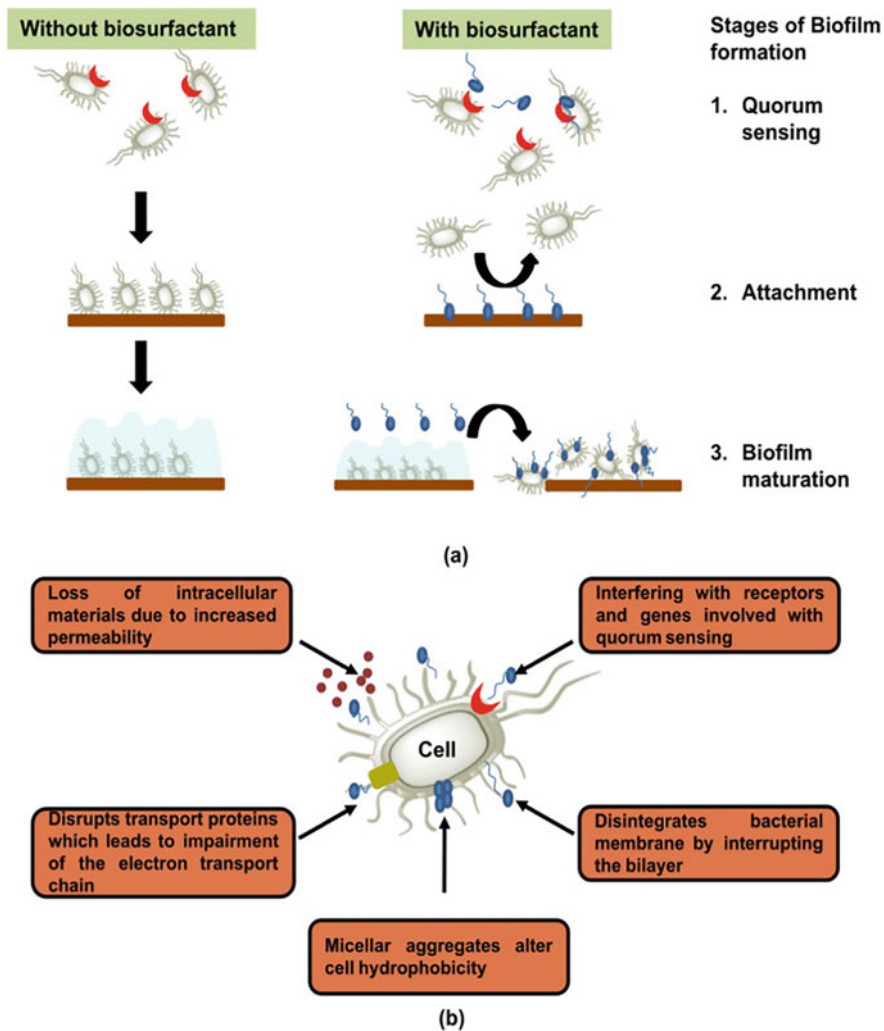 Without biosurfactant
With biosurfactant
Stages of Biofilm
formation
1. Quorum
sensing
2. Attachment
3. Biofilm
maturation
(a)
Loss of intracellular
materials due to increased
permeability
Interfering with receptors
and genes involved with
quorum sensing
Cell
Disrupts transport proteins
which leads to impairment
of the electron transport
chain
Disintegrates bacterial
membrane by interrupting
the bilayer
Micellar aggregates alter
cell hydrophobicity
(b)